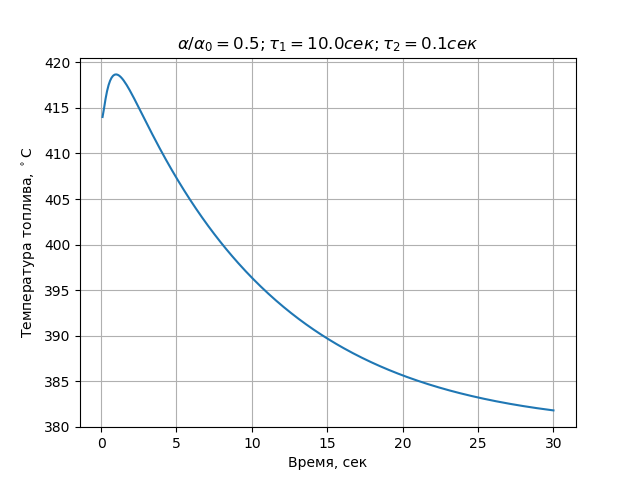 α/α₀ = 0.5; τ₁ = 10.0сек; τ₂ = 0.1сек
420
415
410
405
400
395
390
385
380
Температура топлива, °C
0 5 10 15 20 25 30
Время, сек